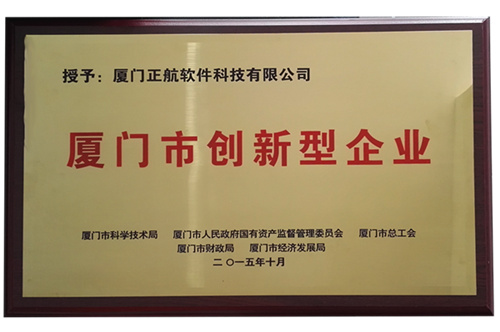 授予：厦门正航软件科技有限公司
厦门市创新型企业
厦门市科学技术局 厦门市人民政府国有资产监督管理委员会 厦门市总工会
厦门市财政局 厦门市经济发展局
二〇一五年十月